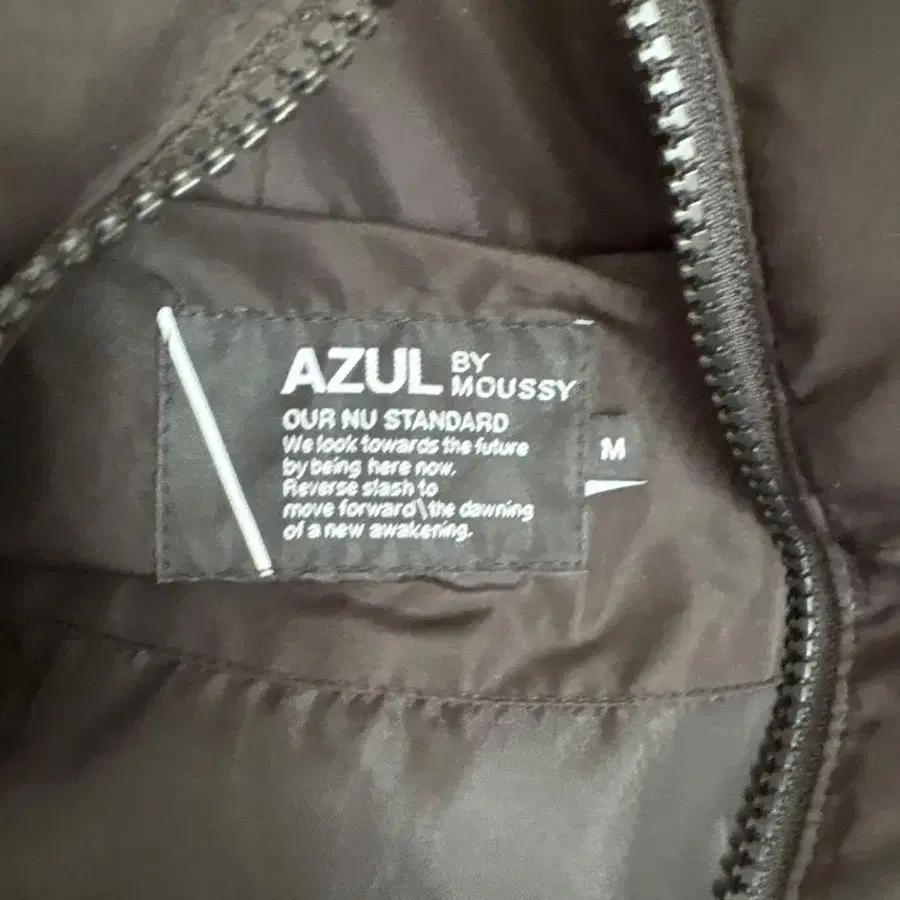 AZUL BY MOUSSY
OUR NU STANDARD
We look towards the future
by being here now.
Reverse slash to
move forward\the dawning
of a new awakening.
M